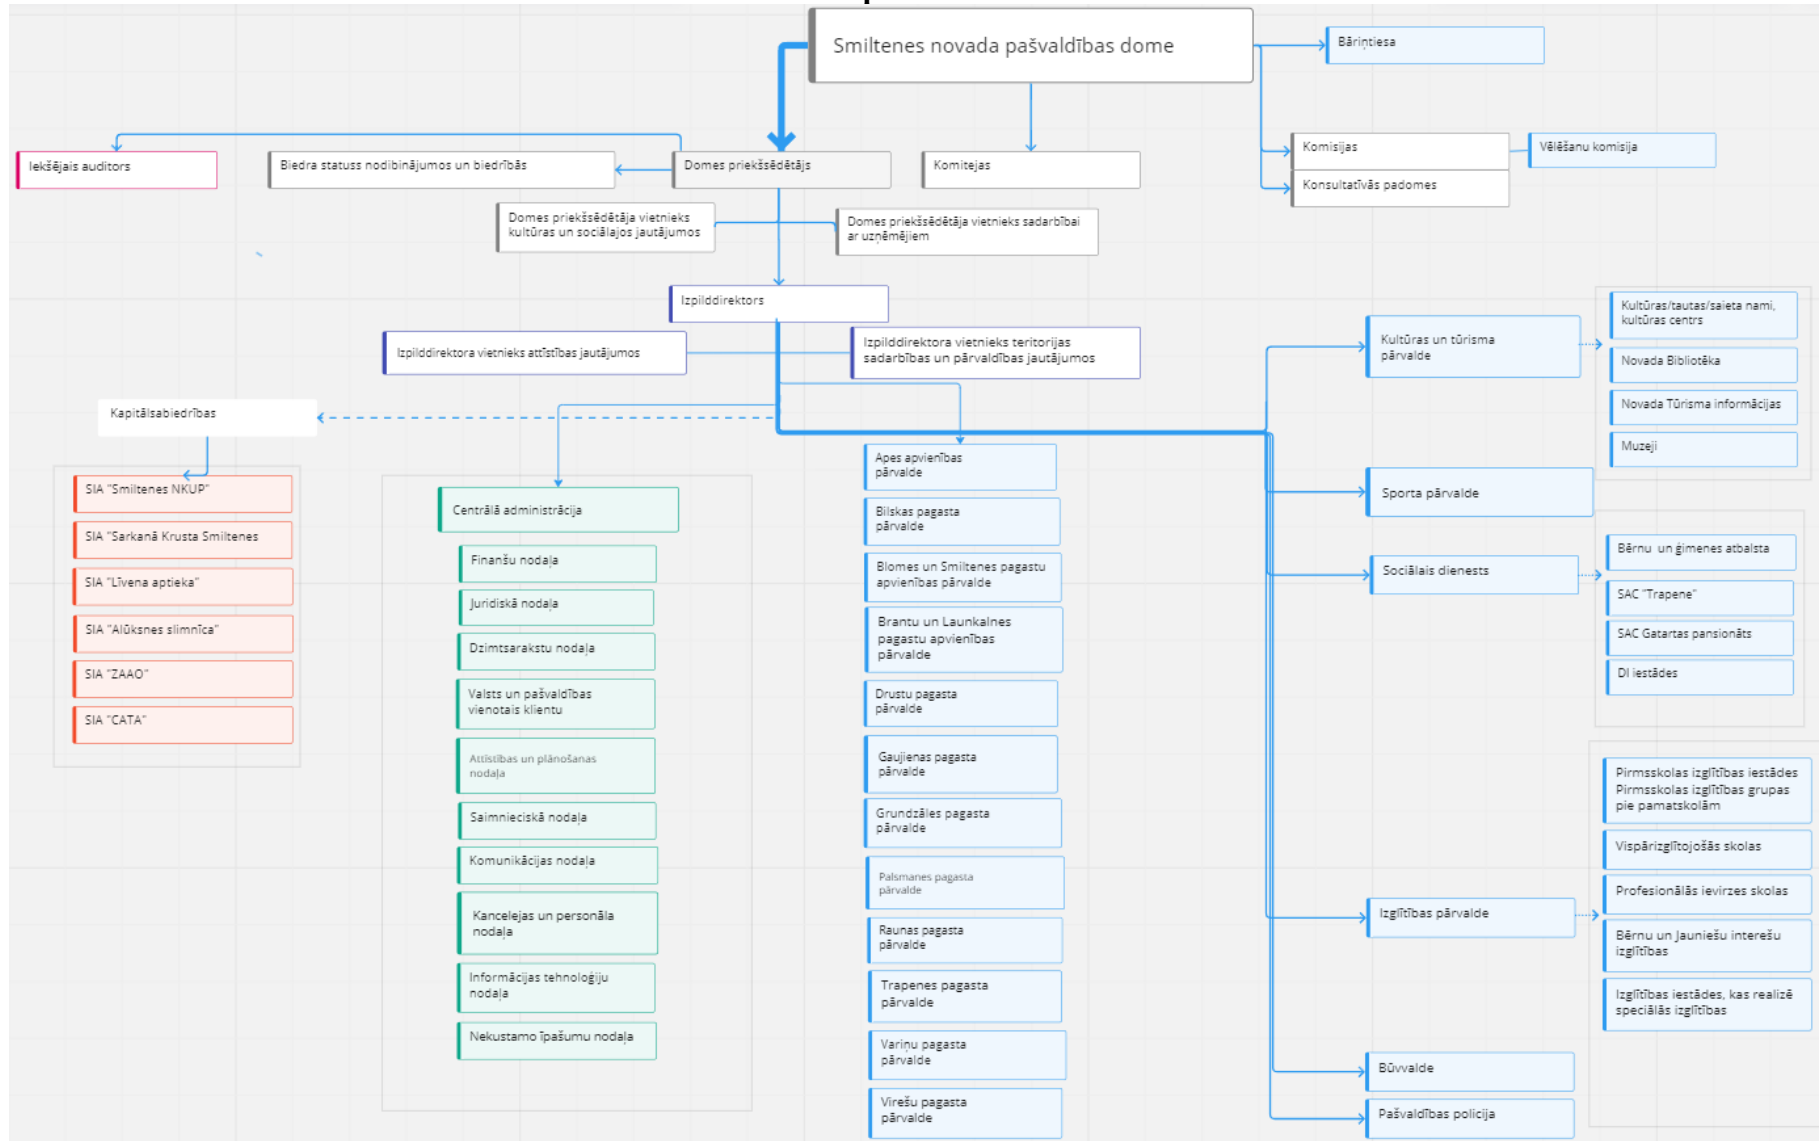 Smiltenes novada pašvaldības dome
Bāriņtiesa
Iekšējais auditors
Biedra statuss nodibinājumos un biedrībās
Domes priekšsēdētājs
Komitejas
Komisijas
Vēlēšanu komisija
Konsultatīvās padomes
Domes priekšsēdētāja vietnieks
kultūras un sociālajos jautājumos
Domes priekšsēdētāja vietnieks sadarbībai
ar uzņēmējiem
Izpilddirektors
Izpilddirektora vietnieks attīstības jautājumos
Izpilddirektora vietnieks teritorijas
sadarbības un pārvaldības jautājumos
Kapitālsabiedrības
SIA "Smiltenes NKUP"
SIA "Sarkanā Krusta Smiltenes
SIA "Līvena aptieka"
SIA "Alūksnes slimnīca"
SIA "ZAAO"
SIA "CATA"
Centrālā administrācija
Finanšu nodaļa
Juridiskā nodaļa
Dzimtsarakstu nodaļa
Valsts un pašvaldības
vienotais klientu
Attīstības un plānošanas
nodaļa
Saimnieciskā nodaļa
Komunikācijas nodaļa
Kancelejas un personāla
nodaļa
Informācijas tehnoloģiju
nodaļa
Nekustamo īpašumu nodaļa
Apes apvienības
pārvalde
Bilskas pagasta
pārvalde
Blomes un Smiltenes pagastu
apvienības pārvalde
Brantu un Launkalnes
pagastu apvienības
pārvalde
Drustu pagasta
pārvalde
Gaujienas pagasta
pārvalde
Grundzāles pagasta
pārvalde
Palsmanes pagasta
pārvalde
Raunas pagasta
pārvalde
Trapenes pagasta
pārvalde
Variņu pagasta
pārvalde
Virešu pagasta
pārvalde
Kultūras un tūrisma
pārvalde
Kultūras/tautas/saieta nami,
kultūras centrs
Novada Bibliotēka
Novada Tūrisma informācijas
Muzeji
Sporta pārvalde
Sociālais dienests
Bērnu un ģimenes atbalsta
SAC "Trapene"
SAC Gatartas pansionāts
DI iestādes
Izglītības pārvalde
Pirmsskolas izglītības iestādes
Pirmsskolas izglītības grupas
pie pamatskolām
Vispārizglītojošās skolas
Profesionālās ievirzes skolas
Bērnu un Jauniešu interešu
izglītības
Izglītības iestādes, kas realizē
speciālās izglītības
Būvvalde
Pašvaldības policija